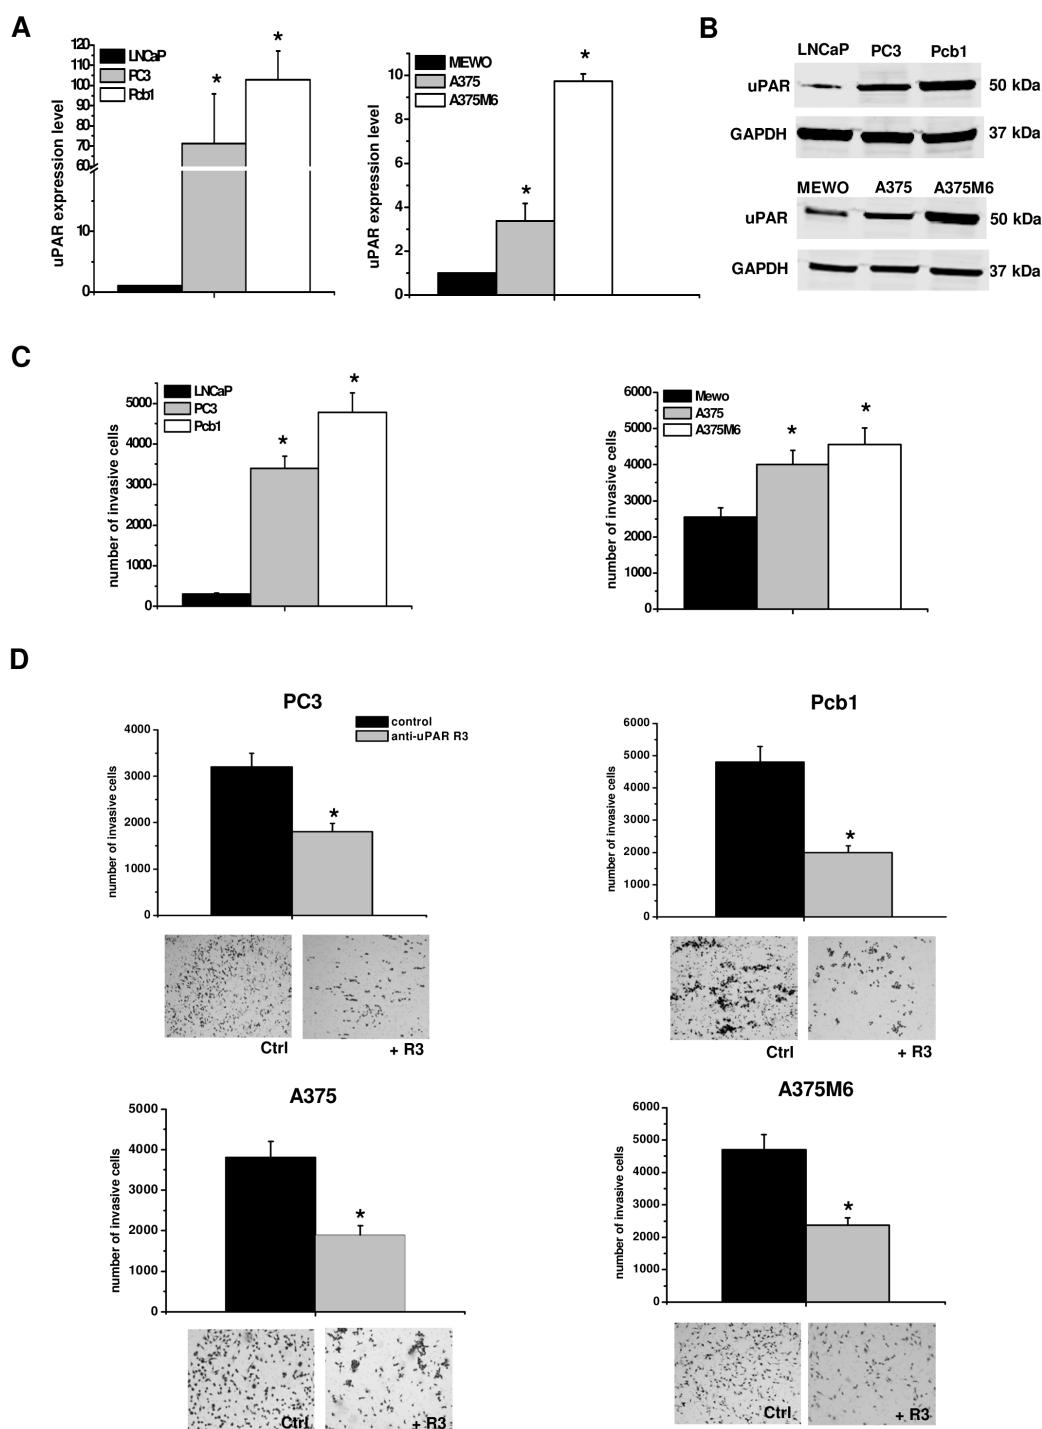 A
B
120
110
100
90
80
70
60
10
0
uPAR expression level
LNCaP
PC3
Pcb1
*
*
10
8
6
4
2
0
uPAR expression level
MEWO
A375
A375M6
*
*
LNCaP PC3 Pcb1
uPAR 50 kDa
GAPDH 37 kDa
MEWO A375 A375M6
uPAR 50 kDa
GAPDH 37 kDa
C
5000
4000
3000
2000
1000
0
number of invasive cells
LNCaP
PC3
Pcb1
*
*
6000
5000
4000
3000
2000
1000
0
number of invasive cells
Mewo
A375
A375M6
*
*
D
PC3
control
anti-uPAR R3
4000
3000
2000
1000
0
number of invasive cells
*
Ctrl + R3
Pcb1
6000
5000
4000
3000
2000
1000
0
number of invasive cells
*
Ctrl + R3
A375
5000
4000
3000
2000
1000
0
number of invasive cells
*
Ctrl + R3
A375M6
6000
5000
4000
3000
2000
1000
0
number of invasive cells
*
Ctrl + R3